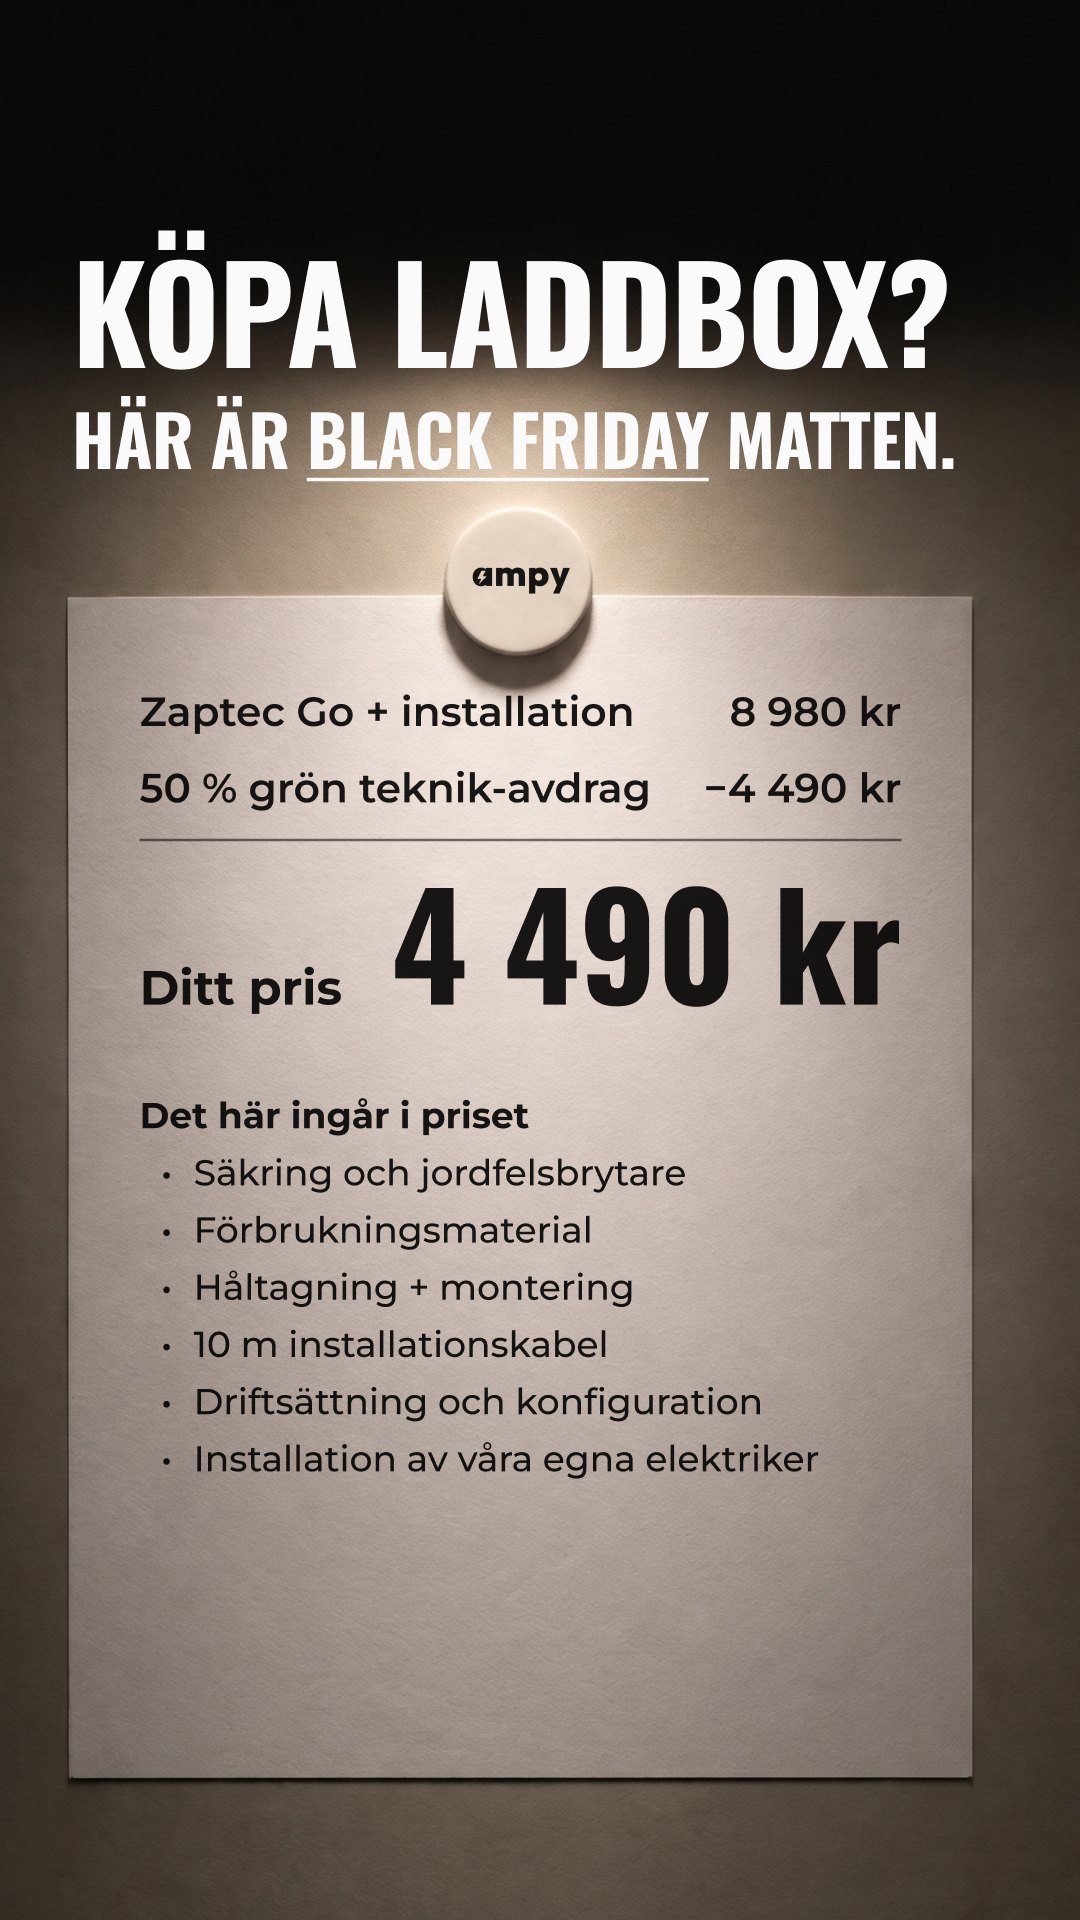 KÖPA LADDBOX?
HÄR ÄR BLACK FRIDAY MATTEN.
ampy
Zaptec Go + installation 8 980 kr
50 % grön teknik-avdrag −4 490 kr
Ditt pris 4 490 kr
Det här ingår i priset
• Säkring och jordfelsbrytare
• Förbrukningsmaterial
• Håltagning + montering
• 10 m installationskabel
• Driftsättning och konfiguration
• Installation av våra egna elektriker